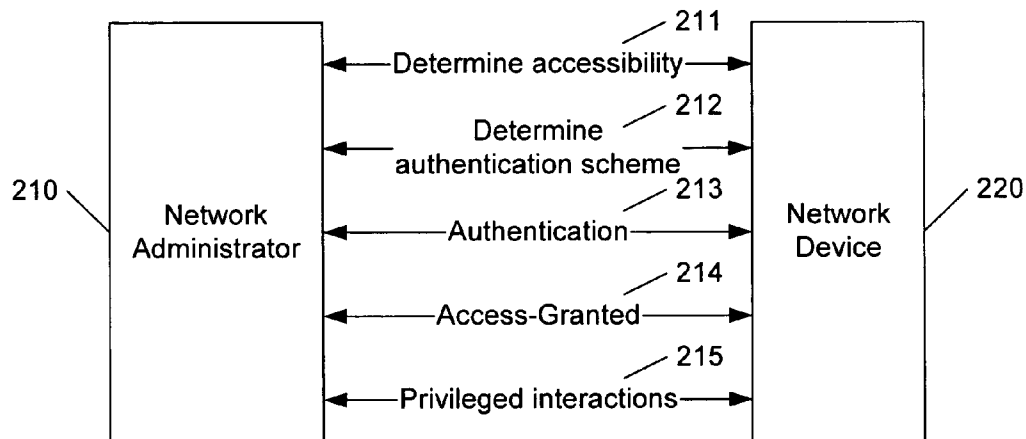 211
Determine accessibility
212
Determine
authentication scheme
210
213
220
Network
Administrator
Authentication
Network
Device
214
Access-Granted
215
Privileged interactions